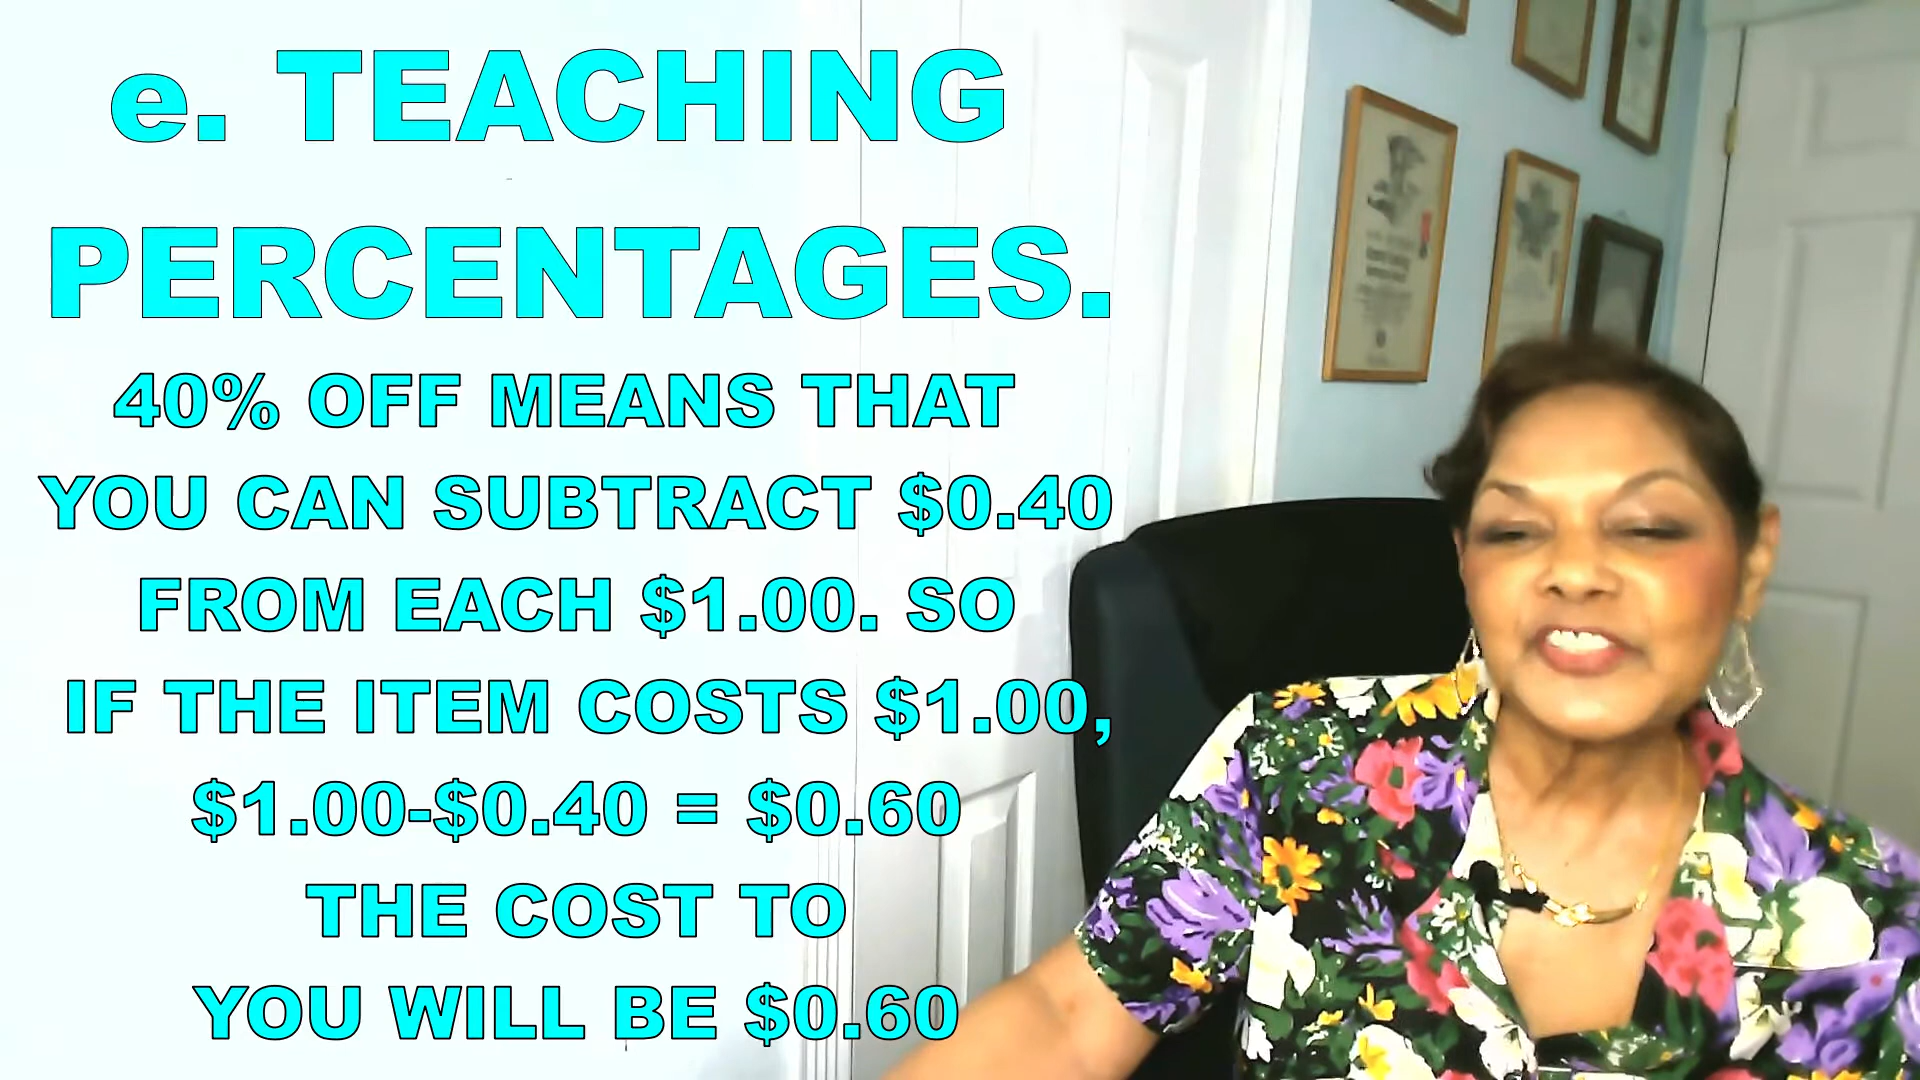 e. TEACHING
PERCENTAGES.
40% OFF MEANS THAT
YOU CAN SUBTRACT $0.40
FROM EACH $1.00. SO
IF THE ITEM COSTS $1.00,
$1.00-$0.40 = $0.60
THE COST TO
YOU WILL BE $0.60